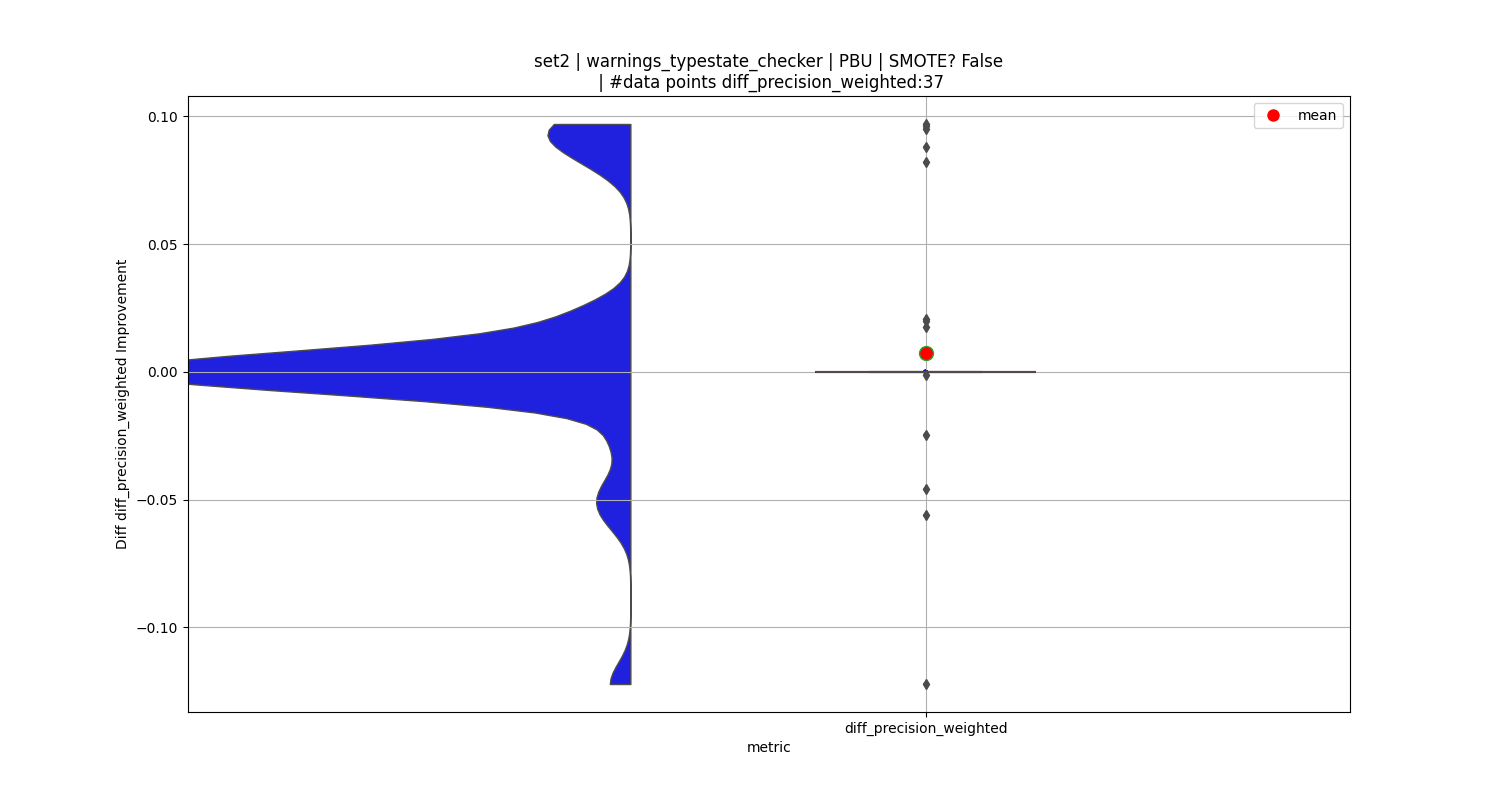 set2 | warnings_typestate_checker | PBU | SMOTE? False
| #data points diff_precision_weighted:37
mean
0.10
0.05
0.00
−0.05
−0.10
Diff diff_precision_weighted Improvement
diff_precision_weighted
metric